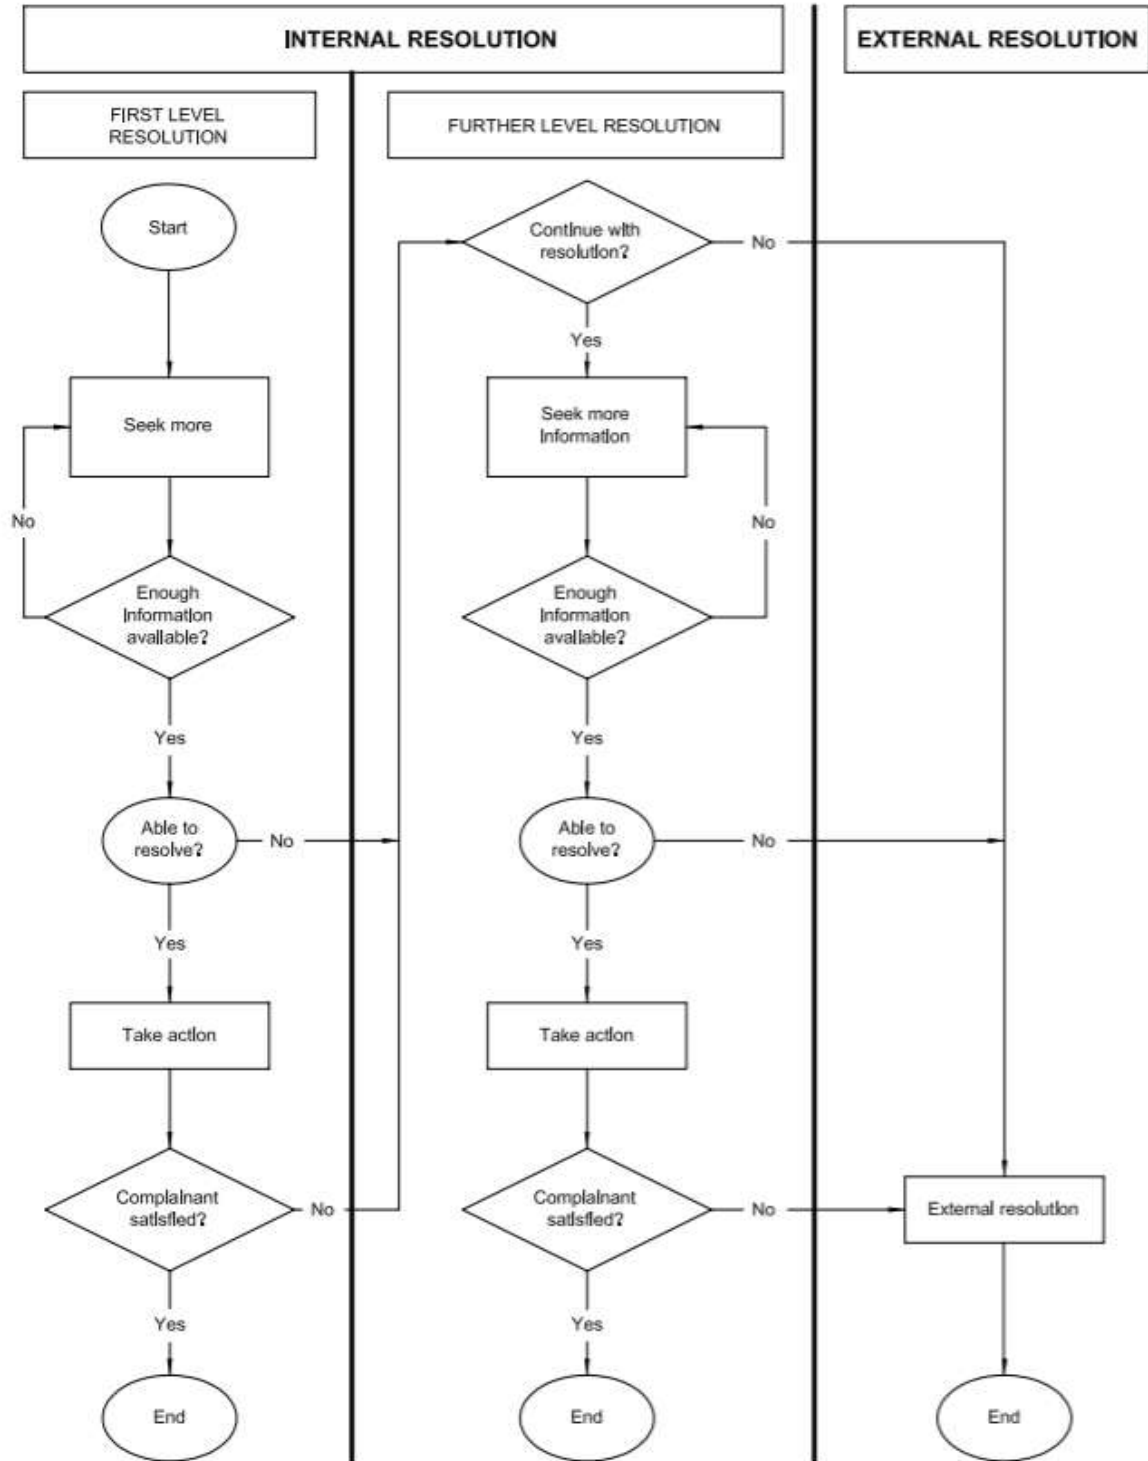 INTERNAL RESOLUTION
EXTERNAL RESOLUTION
FIRST LEVEL
RESOLUTION
FURTHER LEVEL RESOLUTION
Start
Seek more
No
Enough
information
available?
Yes
Able to
resolve?
No
Yes
Take action
Complainant
satisfied?
No
Yes
End
Continue with
resolution?
No
Yes
Seek more
information
No
Enough
information
available?
Yes
Able to
resolve?
No
Yes
Take action
Complainant
satisfied?
No
Yes
End
External resolution
End